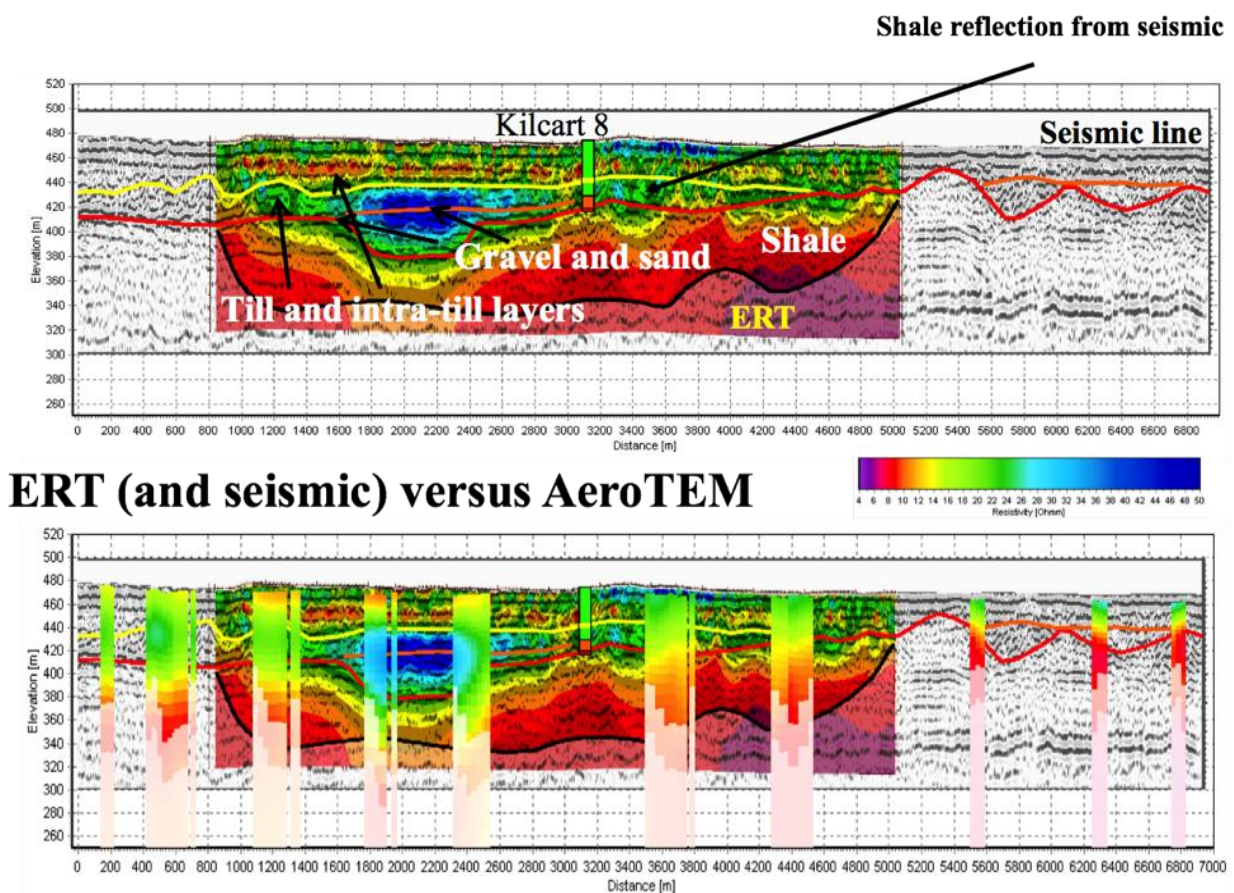 Shale reflection from seismic
520
500
480
460
440
420
400
380
360
340
320
300
280
260
Elevation [m]
Kilcart 8
Seismic line
Shale
Gravel and sand
Till and intra-till layers
ERT
0 200 400 600 800 1000 1200 1400 1600 1800 2000 2200 2400 2600 2800 3000 3200 3400 3600 3800 4000 4200 4400 4600 4800 5000 5200 5400 5600 5800 6000 6200 6400 6600 6800
Distance [m]
ERT (and seismic) versus AeroTEM
4 6 8 10 12 14 16 18 20 22 24 26 28 30 32 34 36 38 40 42 44 46 48 50
Resistivity [Ohmm]
520
500
480
460
440
420
400
380
360
340
320
300
280
260
Elevation [m]
0 200 400 600 800 1000 1200 1400 1600 1800 2000 2200 2400 2600 2800 3000 3200 3400 3600 3800 4000 4200 4400 4600 4800 5000 5200 5400 5600 5800 6000 6200 6400 6600 6800 7000
Distance [m]